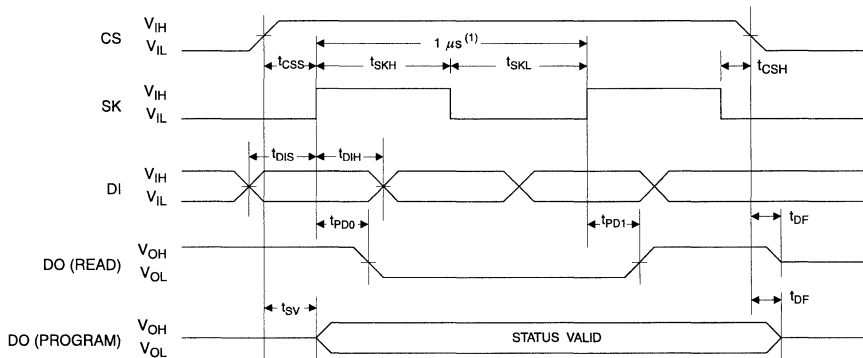 CS
V_IH
V_IL
1 μs(1)
t_CSS
t_SKH
t_SKL
t_CSH
SK
V_IH
V_IL
t_DIS
t_DIH
DI
V_IH
V_IL
t_PD0
t_PD1
t_DF
DO (READ)
V_OH
V_OL
t_SV
t_DF
DO (PROGRAM)
V_OH
V_OL
STATUS VALID